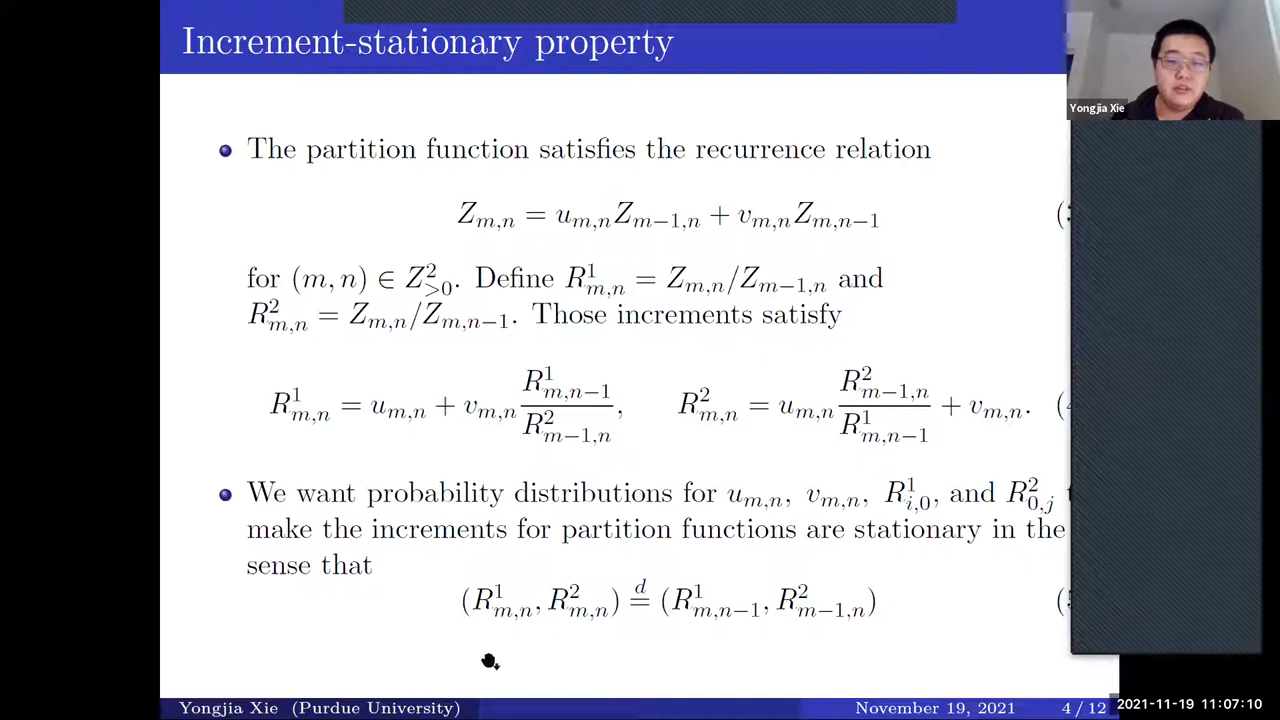 Increment-stationary property
Yongjia Xie
The partition function satisfies the recurrence relation
Z_{m,n} = u_{m,n}Z_{m−1,n} + v_{m,n}Z_{m,n−1}
for (m, n) ∈ Z^2_{>0}. Define R^1_{m,n} = Z_{m,n}/Z_{m−1,n} and
R^2_{m,n} = Z_{m,n}/Z_{m,n−1}. Those increments satisfy
R^1_{m,n} = u_{m,n} + v_{m,n} \frac{R^1_{m,n−1}}{R^2_{m−1,n}}, R^2_{m,n} = u_{m,n} \frac{R^2_{m−1,n}}{R^1_{m,n−1}} + v_{m,n}.
We want probability distributions for u_{m,n}, v_{m,n}, R^1_{i,0}, and R^2_{0,j}
make the increments for partition functions are stationary in the
sense that
(R^1_{m,n}, R^2_{m,n}) \stackrel{d}{=} (R^1_{m,n−1}, R^2_{m−1,n})
Yongjia Xie (Purdue University) November 19, 2021 4 / 12
2021-11-19 11:07:10